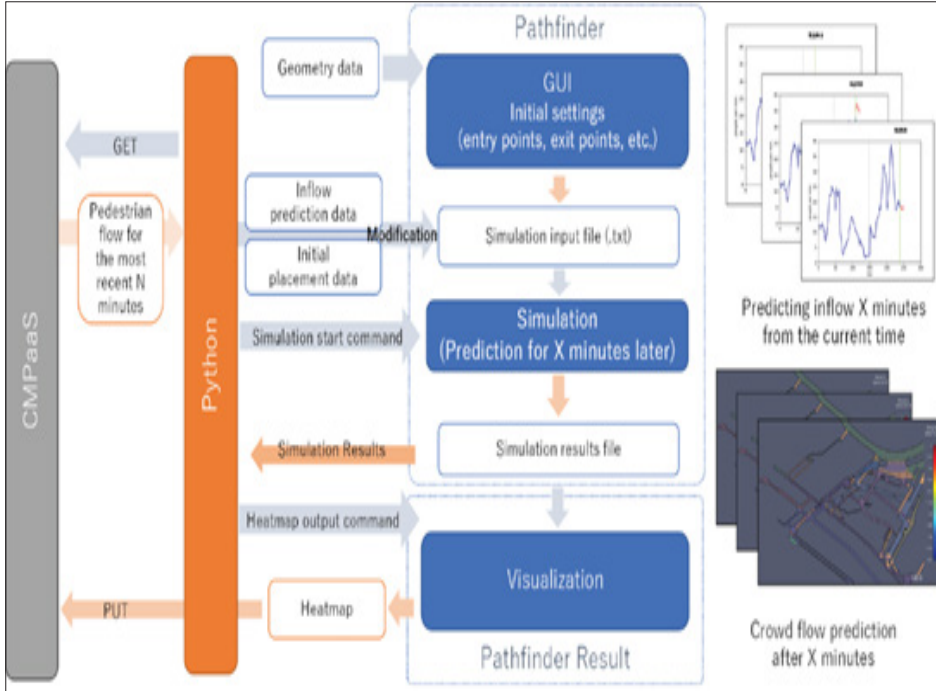 Pathfinder
Geometry data
GUI
Initial settings
(entry points, exit points, etc.)
GET
Pedestrian
flow for
the most
recent N
minutes
Inflow
prediction data
Modification
Initial
placement data
Simulation input file (.txt)
Simulation start command
Simulation
(Prediction for X minutes later)
Simulation Results
Simulation results file
Heatmap output command
Visualization
PUT
Heatmap
Pathfinder Result
CMPaaS
Python
Predicting inflow X minutes
from the current time
Crowd flow prediction
after X minutes